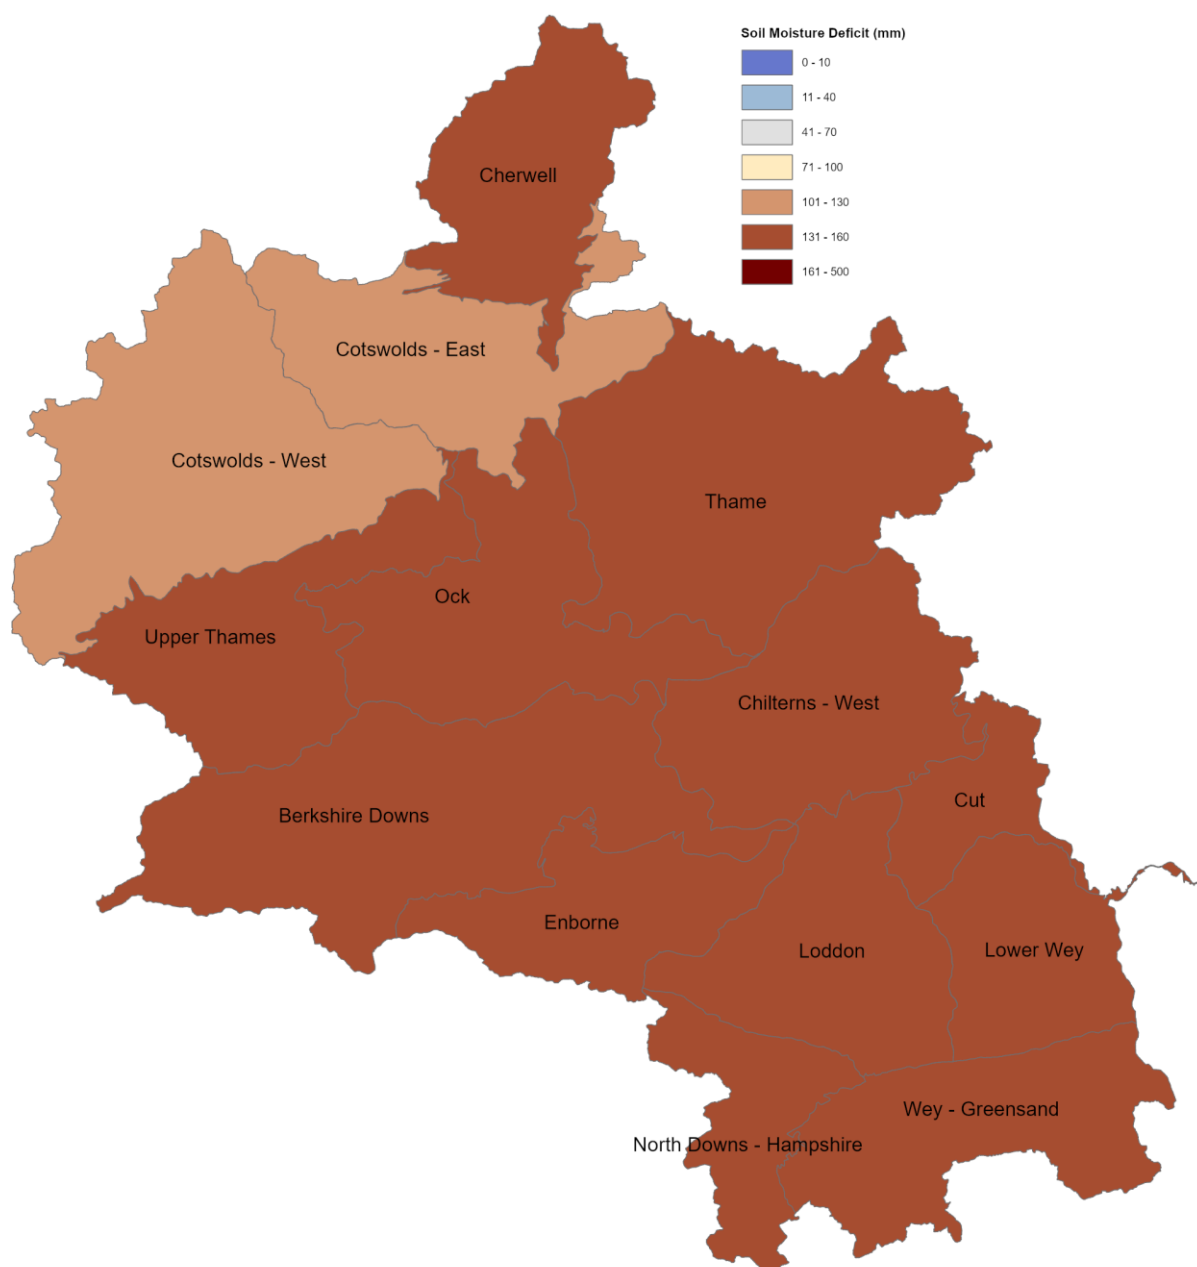 Soil Moisture Deficit (mm)
0 - 10
11 - 40
41 - 70
71 - 100
101 - 130
131 - 160
161 - 500
Cherwell
Cotswolds - East
Cotswolds - West
Thame
Ock
Upper Thames
Chilterns - West
Cut
Berkshire Downs
Enborne
Loddon
Lower Wey
Wey - Greensand
North Downs - Hampshire